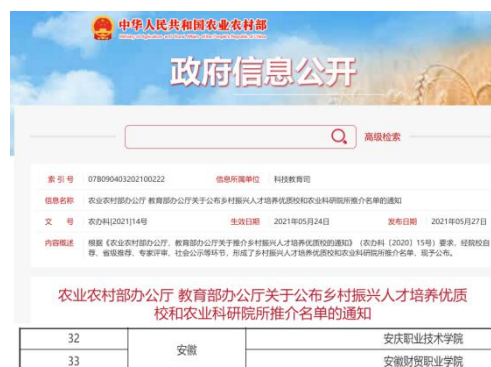 中华人民共和国农业农村部
Ministry of Agriculture and Rural Affairs of the People's Republic of China
政府信息公开
高级检索
索引号 07B090403202100222 信息所属单位 科技教育司
信息名称 农业农村部办公厅 教育部办公厅关于公布乡村振兴人才培养优质校和农业科研院所推介名单的通知
文号 农办科[2021]14号 生效日期 2021年05月24日 发布日期 2021年05月27日
内容概述 根据《农业农村部办公厅、教育部办公厅关于推介乡村振兴人才培养优质校的通知》（农办科〔2020〕15号）要求，经院校自
荐、省级推荐、专家评审、社会公示等环节，形成了乡村振兴人才培养优质校和农业科研院所推介名单，现予公布。
农业农村部办公厅 教育部办公厅关于公布乡村振兴人才培养优质
校和农业科研院所推介名单的通知
32 安徽 安庆职业技术学院
33 安徽财贸职业学院